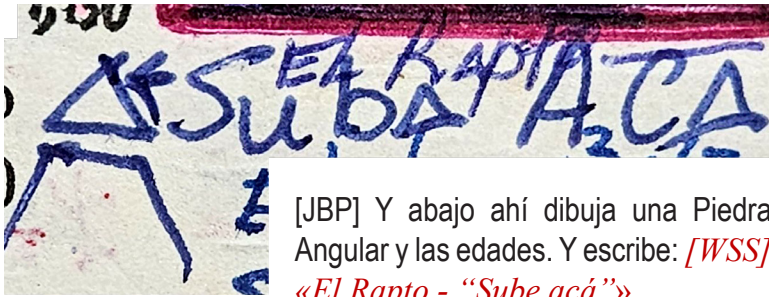 El Rapto
SubA ACA
[JBP] Y abajo ahí dibuja una Piedra
Angular y las edades. Y escribe: [WSS]
«El Rapto - “Sube acá”»